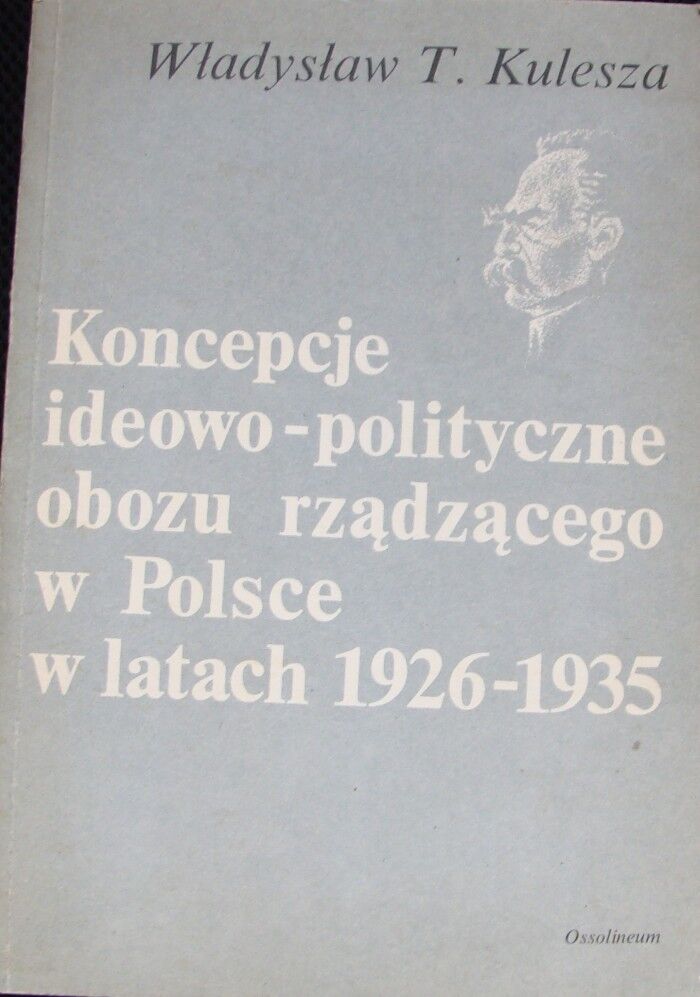 Władysław T. Kulesza
Koncepcje
ideowo-polityczne
obozu rządzącego
w Polsce
w latach 1926-1935
Ossolineum